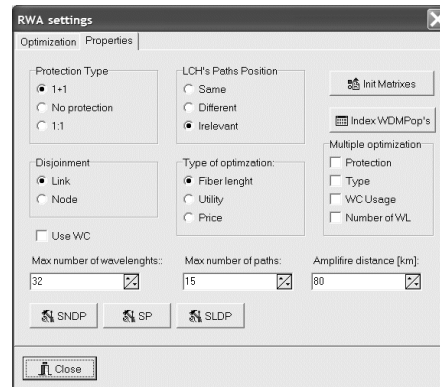 RWA settings
Optimization Properties
Protection Type
1+1
No protection
1:1
LCH's Paths Position
Same
Different
Irelevant
Init Matrixes
Index WDMPop's
Disjoinment
Link
Node
Type of optimzation:
Fiber lenght
Utility
Price
Multiple optimization
Protection
Type
WC Usage
Number of WL
Use WC
Max number of wavelenghts::
32
Max number of paths:
15
Amplifire distance [km]:
80
SNDP
SP
SLDP
Close